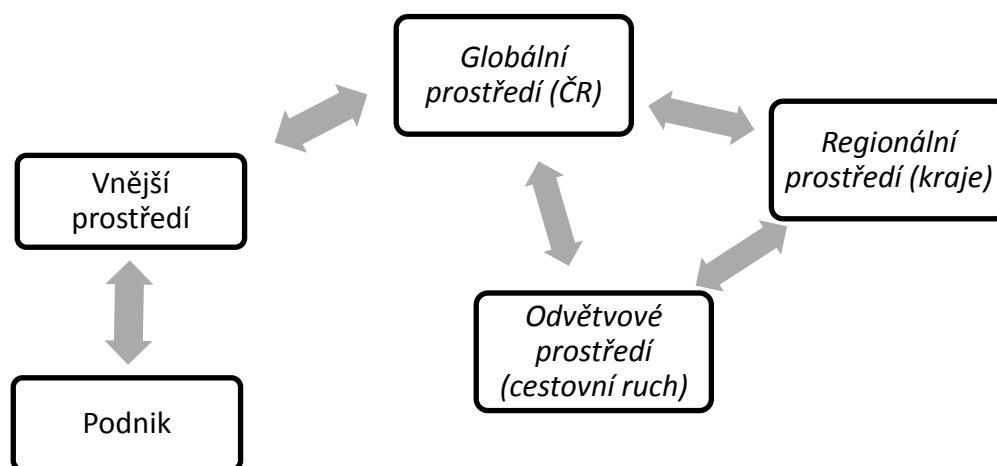 Globální
prostředí (ČR)
Regionální
prostředí (kraje)
Vnější
prostředí
Odvětvové
prostředí
(cestovní ruch)
Podnik